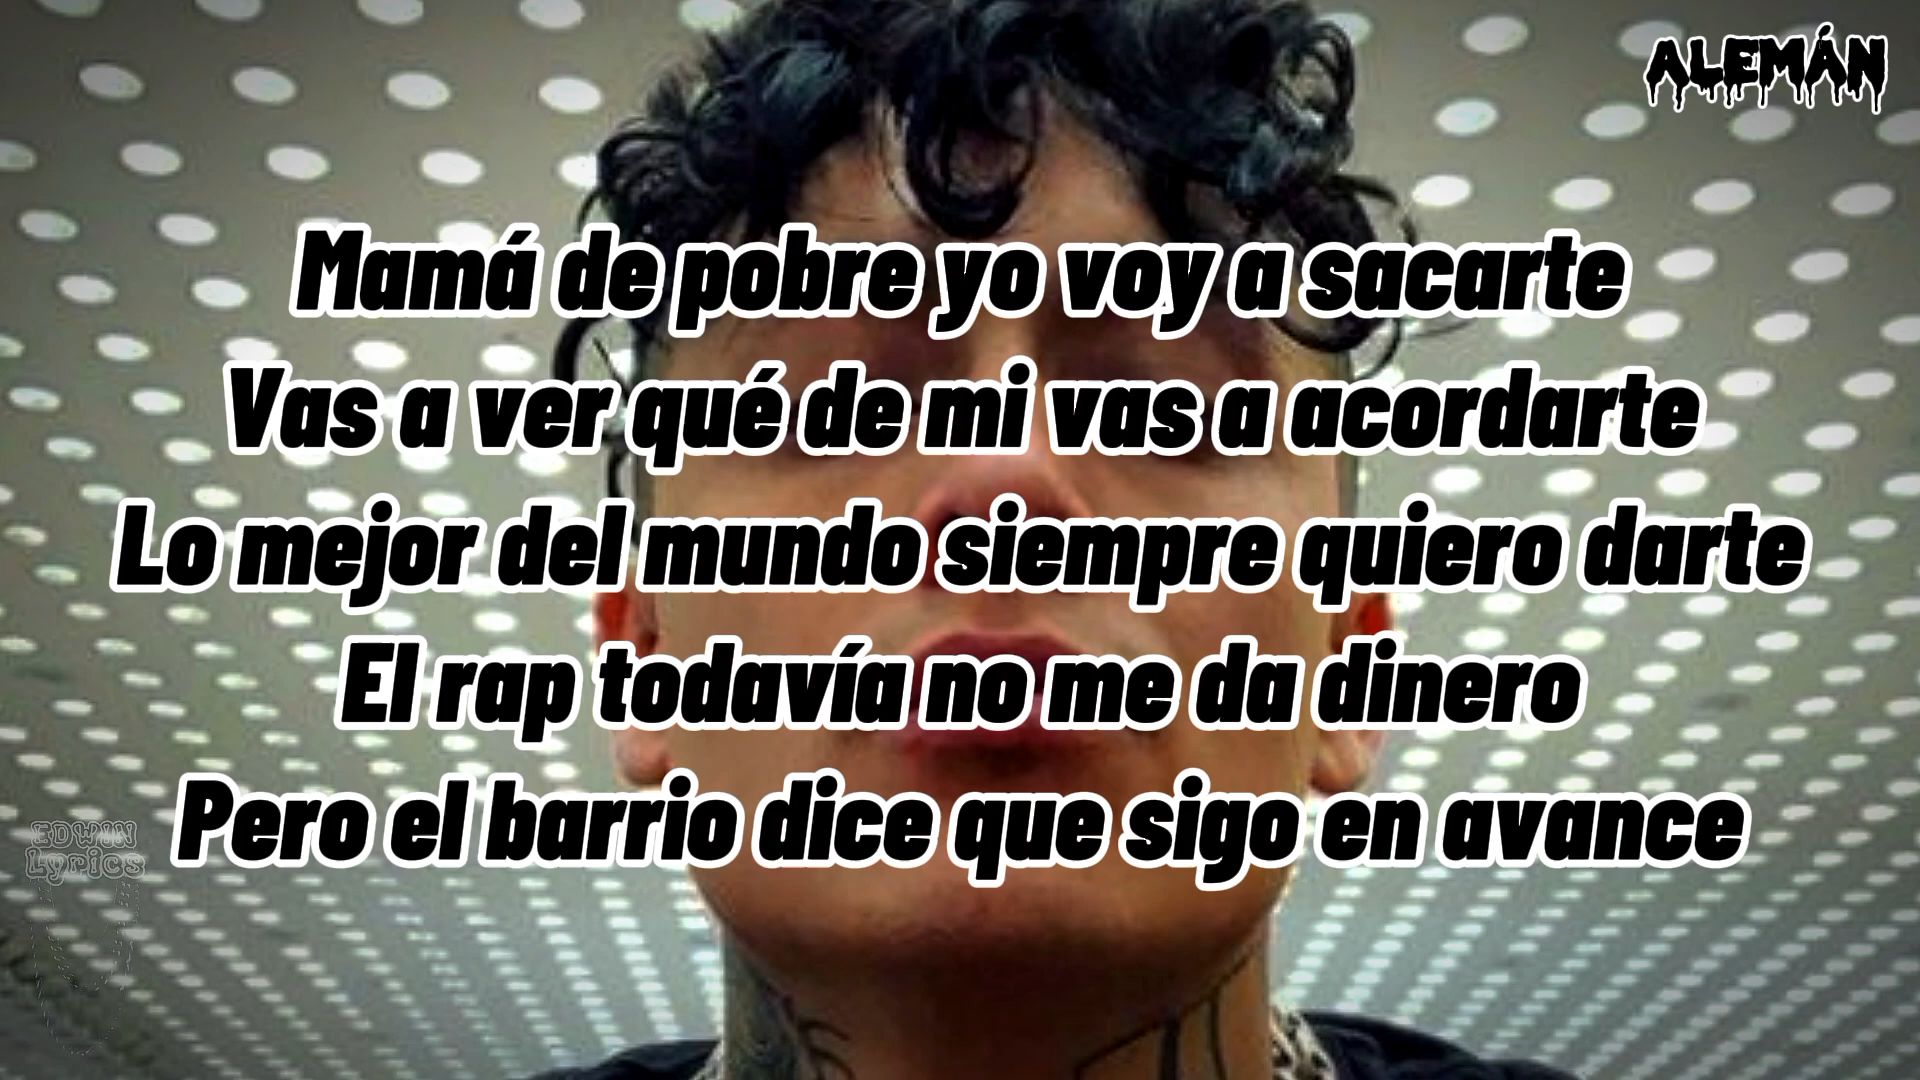 ALEMÁN
Mamá de pobre yo voy a sacarte
Vas a ver qué de mi vas a acordarte
Lo mejor del mundo siempre quiero darte
El rap todavía no me da dinero
Pero el barrio dice que sigo en avance
EDWIN
Lyrics